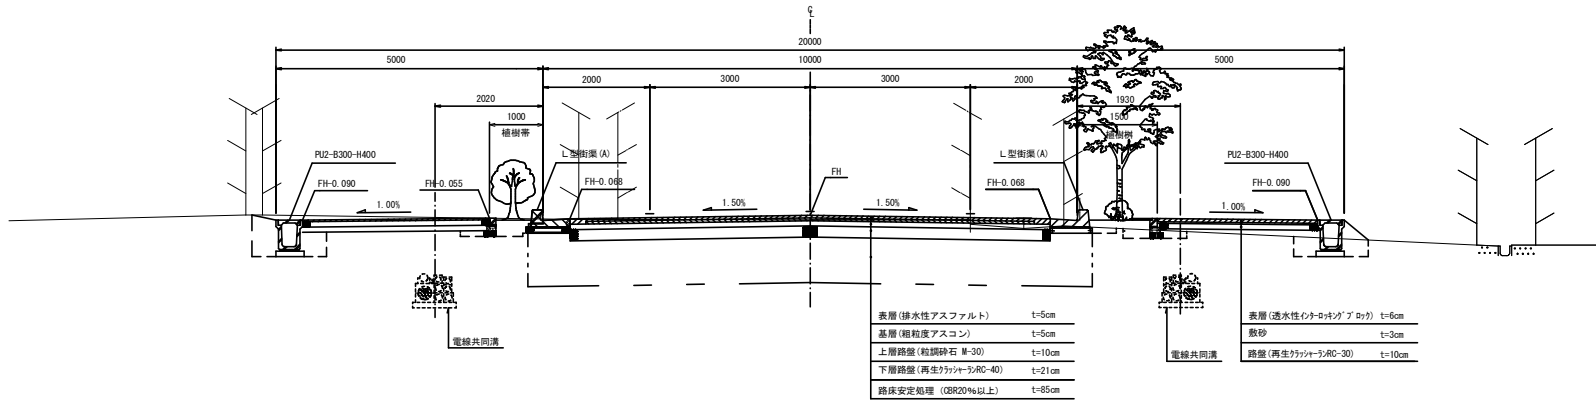 ℄
20000
5000
10000
5000
2000
3000
3000
2000
2020
1930
1000
1500
植樹帯
植樹桝
PU2-B300-H400
L型街渠(A)
L型街渠(A)
PU2-B300-H400
FH-0.090
FH-0.055
FH-0.068
FH
FH-0.068
FH-0.090
1.00%
1.50%
1.50%
1.00%
表層(排水性アスファルト) t=5cm
基層(粗粒度アスコン) t=5cm
上層路盤(粒調砕石 M-30) t=10cm
下層路盤(再生クラッシャーランRC-40) t=21cm
路床安定処理 (CBR20%以上) t=85cm
表層(透水性インターロッキングブロック) t=6cm
敷砂 t=3cm
路盤(再生クラッシャーランRC-30) t=10cm
電線共同溝
電線共同溝